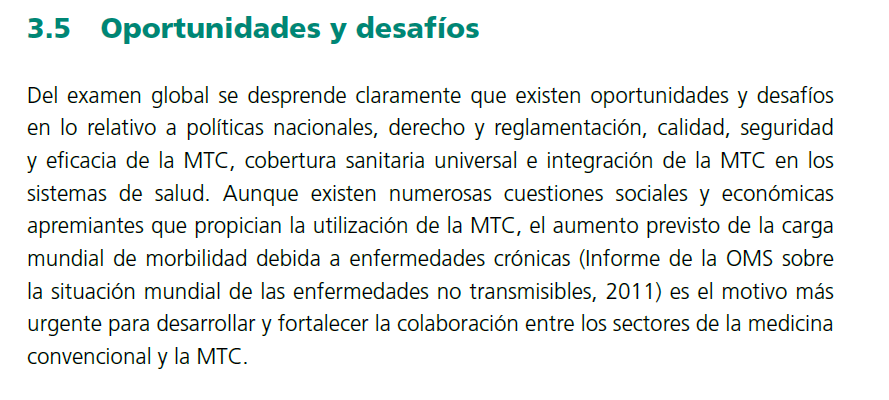 3.5 Oportunidades y desafíos
Del examen global se desprende claramente que existen oportunidades y desafíos
en lo relativo a políticas nacionales, derecho y reglamentación, calidad, seguridad
y eficacia de la MTC, cobertura sanitaria universal e integración de la MTC en los
sistemas de salud. Aunque existen numerosas cuestiones sociales y económicas
apremiantes que propician la utilización de la MTC, el aumento previsto de la carga
mundial de morbilidad debida a enfermedades crónicas (Informe de la OMS sobre
la situación mundial de las enfermedades no transmisibles, 2011) es el motivo más
urgente para desarrollar y fortalecer la colaboración entre los sectores de la medicina
convencional y la MTC.